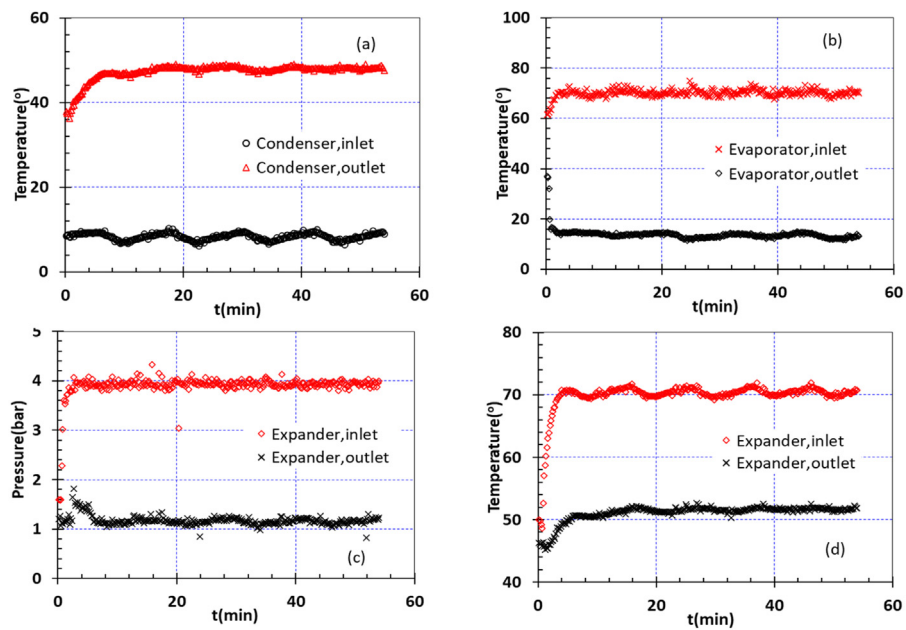 60
(a)
40
Temperature(º)
Condenser,inlet
Condenser,outlet
20
0
0
20
40
60
t(min)
100
(b)
80
60
Temperature(º)
Evaporator,inlet
Evaporator,outlet
40
20
0
0
20
40
60
t(min)
5
4
3
Pressure(bar)
Expander,inlet
Expander,outlet
2
1
(c)
0
0
20
40
60
t(min)
80
70
Temperature(º)
Expander,inlet
Expander,outlet
60
50
(d)
40
0
20
40
60
t(min)